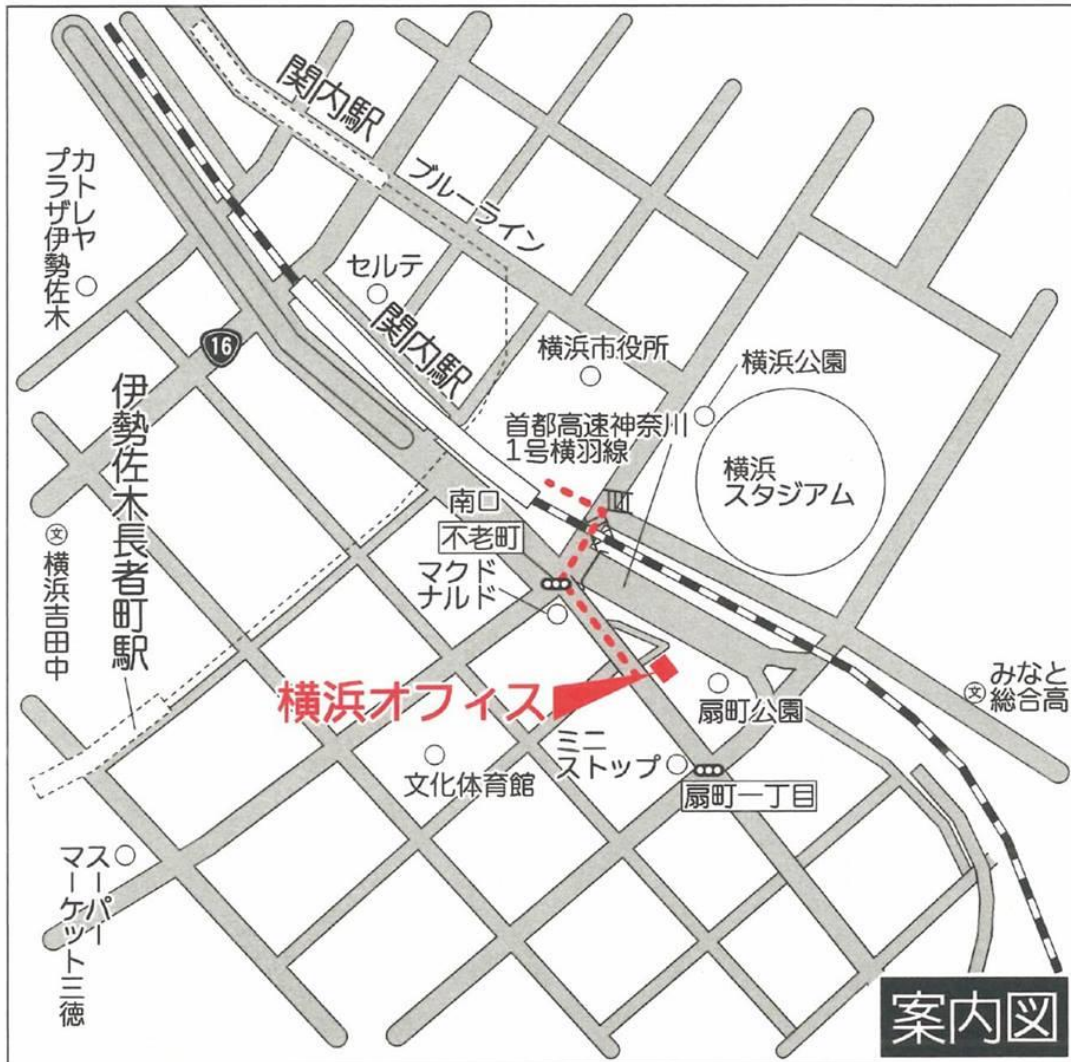 関内駅
ブルーライン
カトレヤ
プラザ伊勢佐木
セルテ
関内駅
16
横浜市役所
横浜公園
首都高速神奈川
1号横羽線
横浜
スタジアム
伊勢佐木長者町駅
南口
不老町
マクド
ナルド
文
横浜吉田中
横浜オフィス
扇町公園
文
みなと
総合高
ミニ
ストップ
文化体育館
扇町一丁目
スーパー
マーケット三徳
案内図